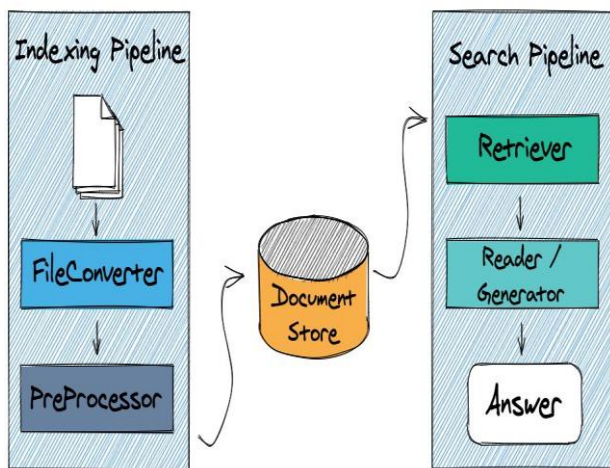 Indexing Pipeline
FileConverter
PreProcessor
Document
Store
Search Pipeline
Retriever
Reader /
Generator
Answer